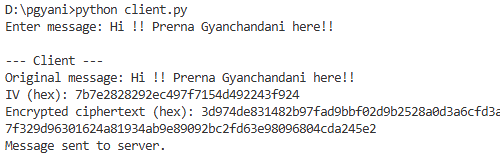 D:\pgyani>python client.py
Enter message: Hi !! Prerna Gyanchandani here!!
--- Client ---
Original message: Hi !! Prerna Gyanchandani here!!
IV (hex): 7b7e2828292ec497f7154d492243f924
Encrypted ciphertext (hex): 3d974de831482b97fad9bbf02d9b2528a0d3a6cfd3a
7f329d96301624a81934ab9e89092bc2fd63e98096804cda245e2
Message sent to server.